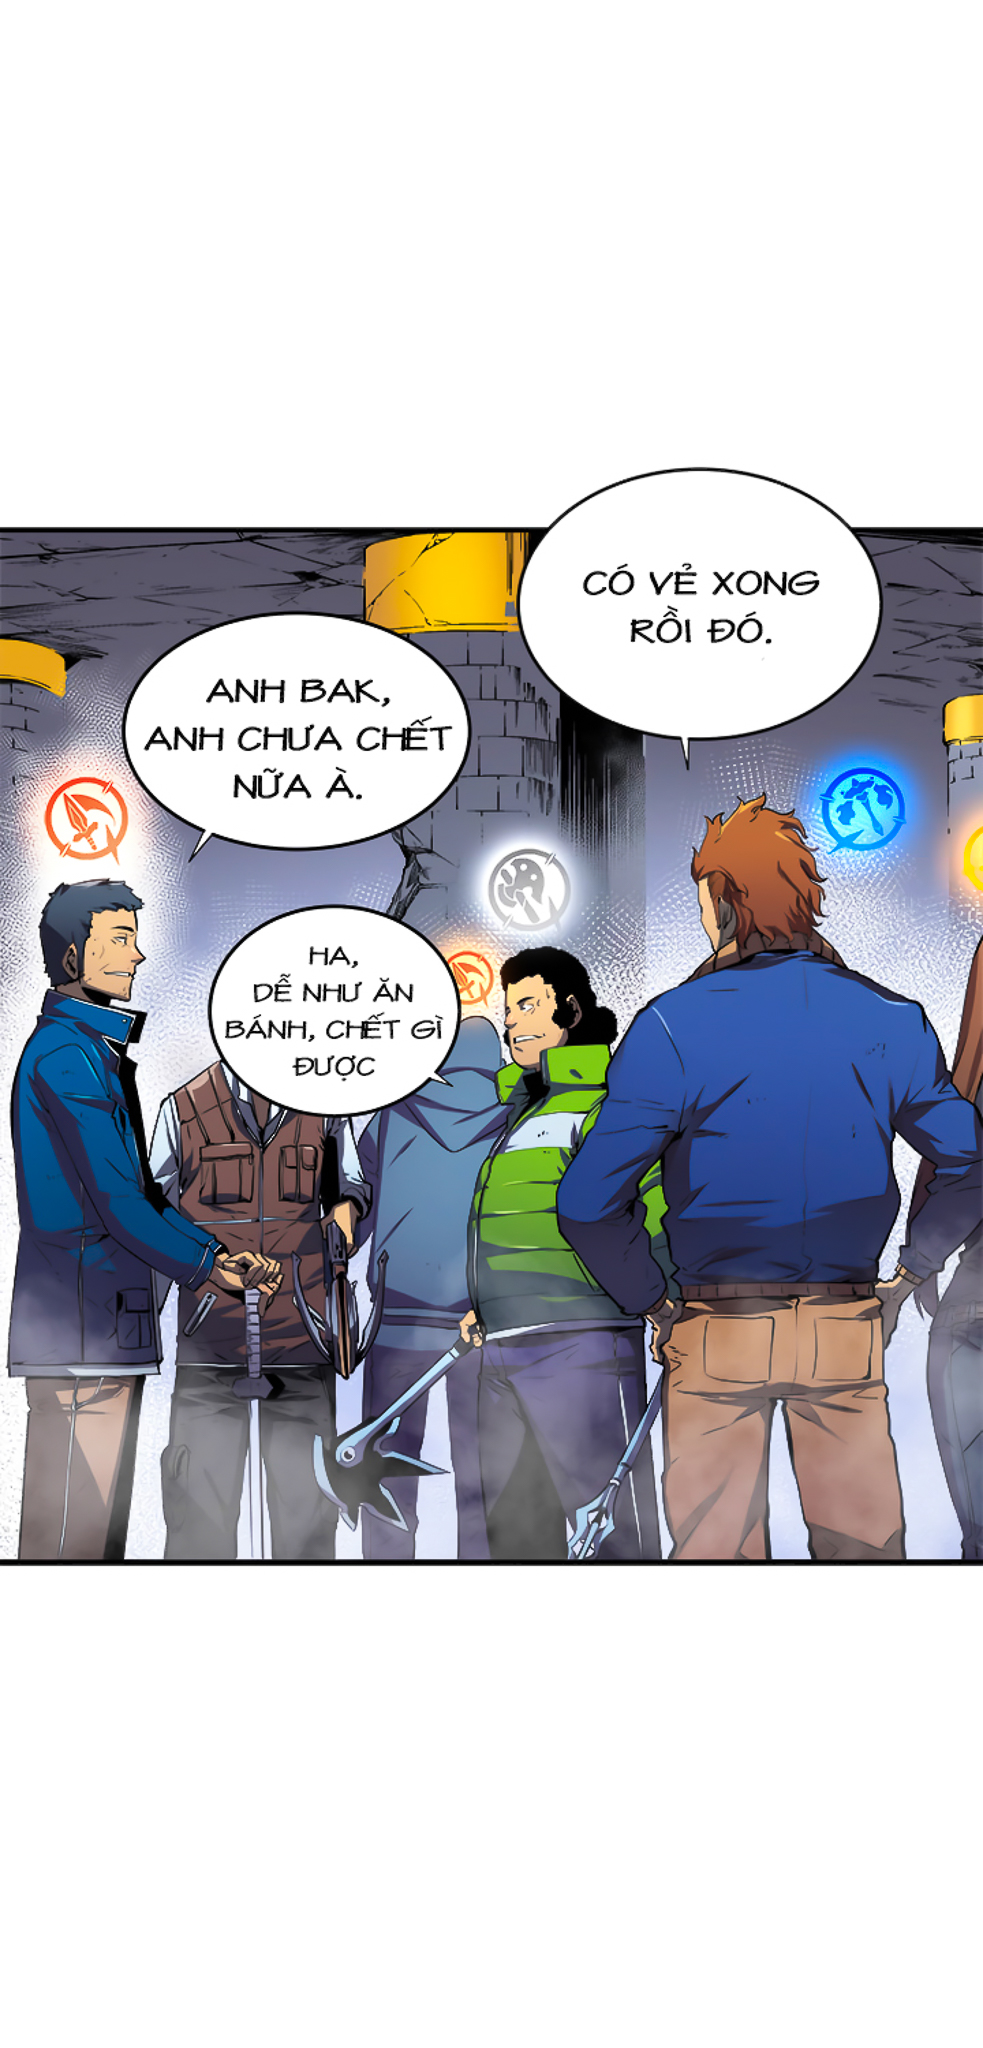 CÓ VẺ XONG
RỒI ĐÓ.
ANH BAK,
ANH CHƯA CHẾT
NỮA À.
HA,
DỄ NHƯ ĂN
BÁNH, CHẾT GÌ
ĐƯỢC